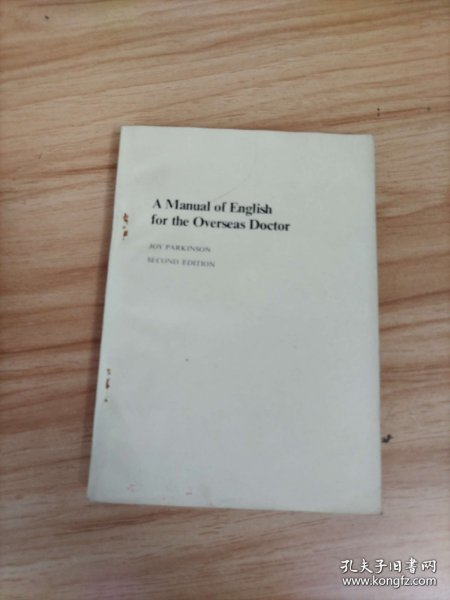 A Manual of English
for the Overseas Doctor
JOY PARKINSON
SECOND EDITION
孔夫子旧书网
www.kongfz.com